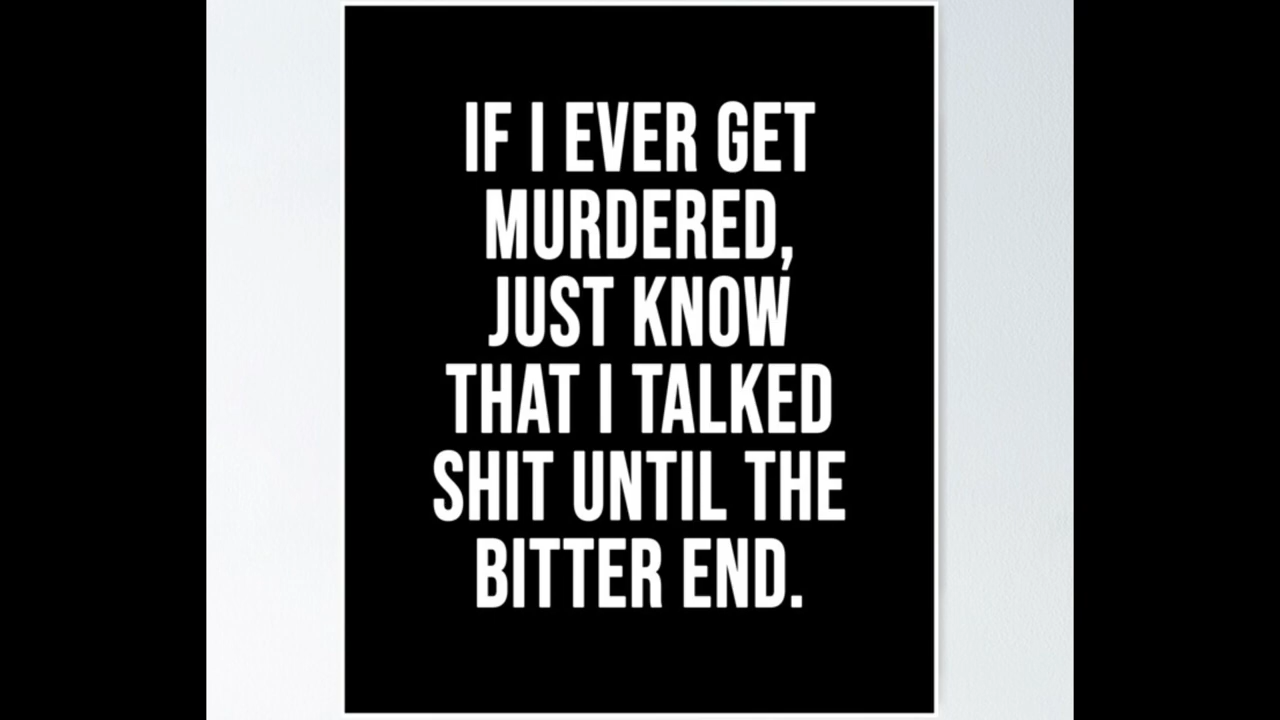 IF I EVER GET
MURDERED,
JUST KNOW
THAT I TALKED
SHIT UNTIL THE
BITTER END.